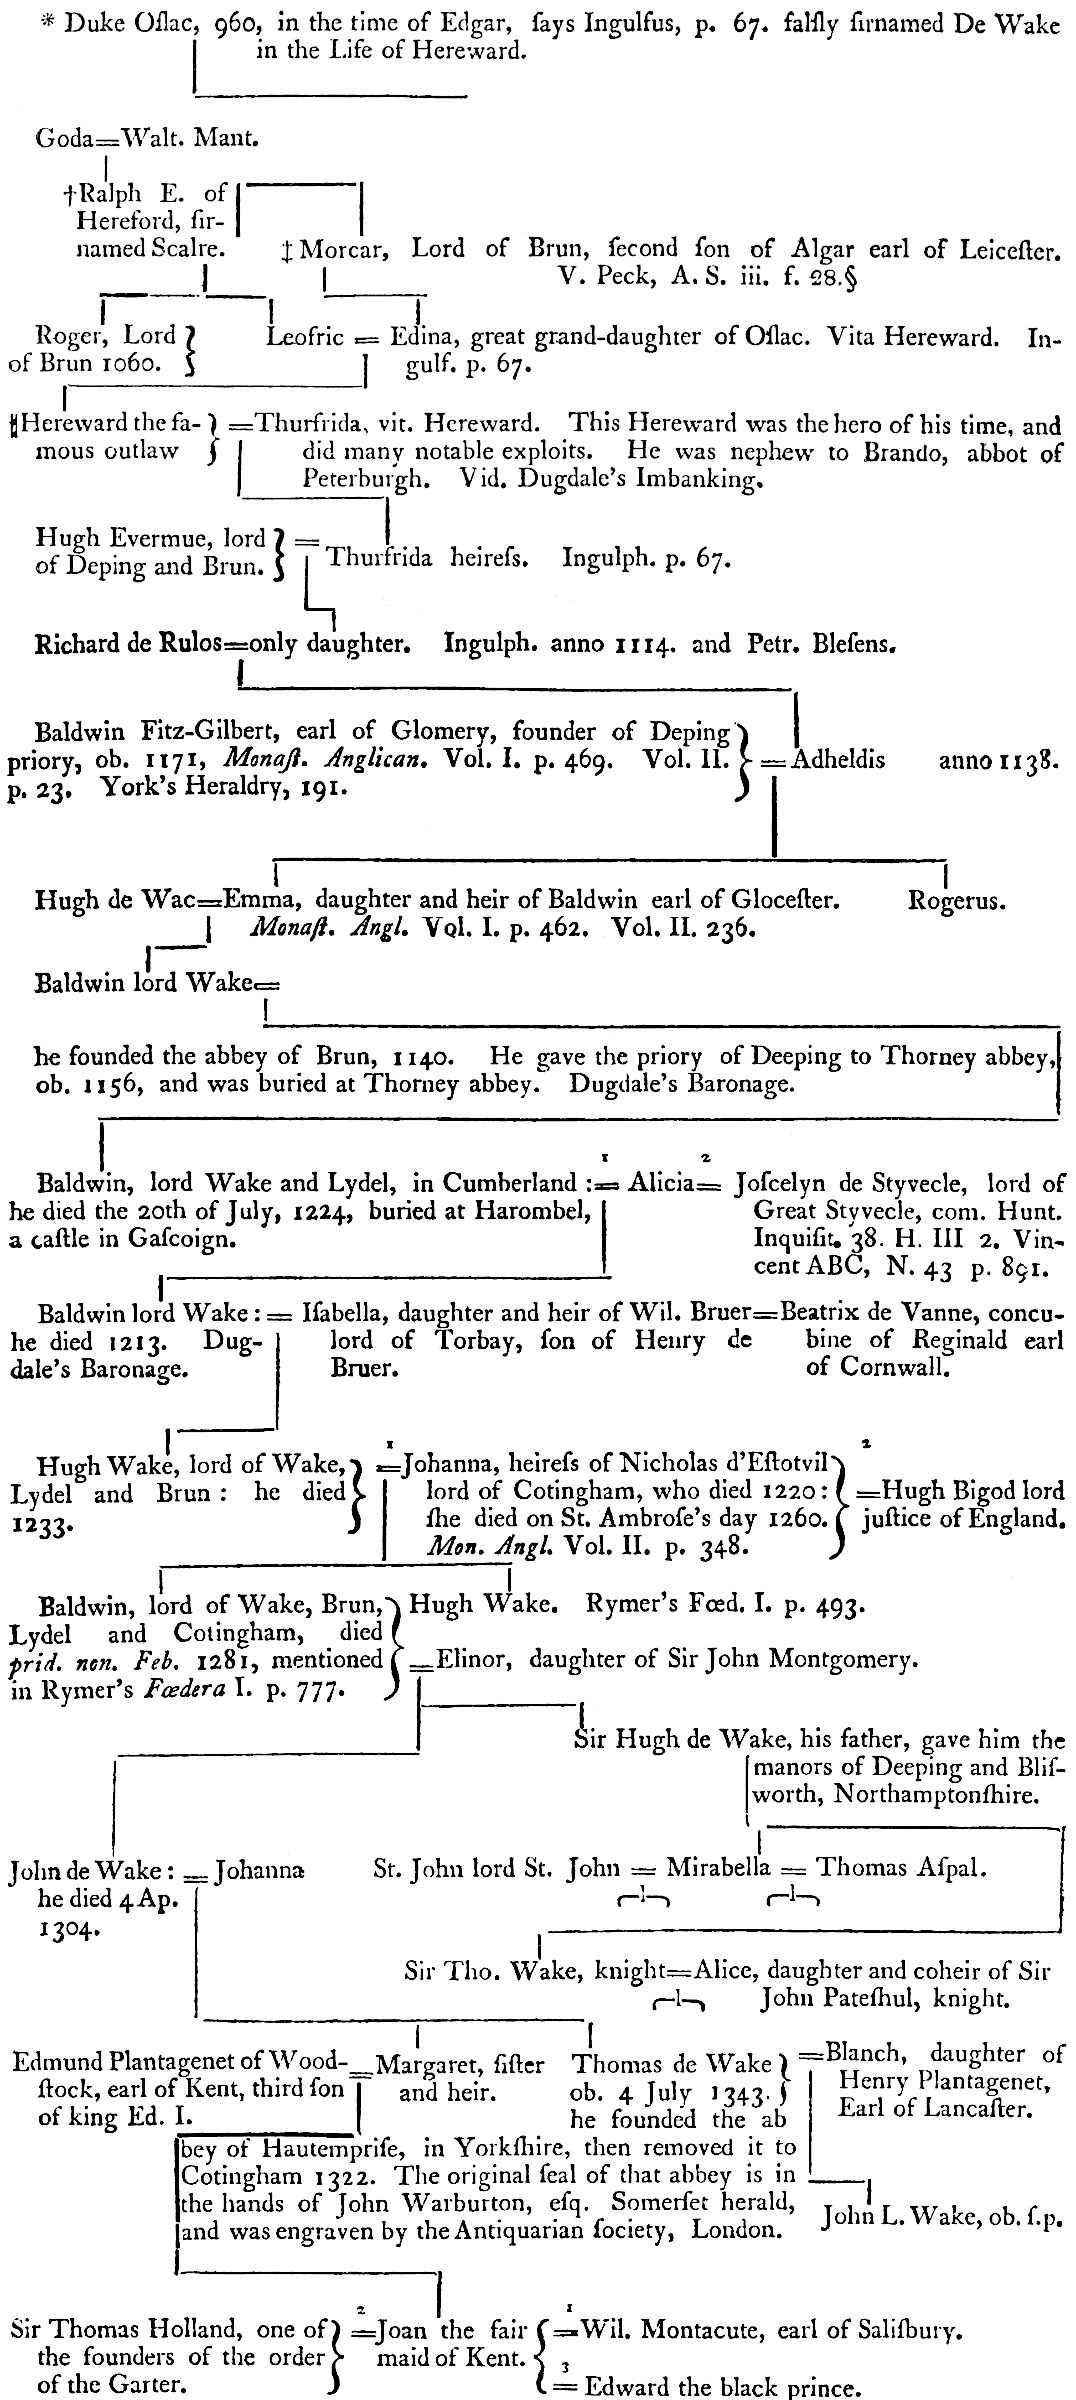 * Duke Oſlac, 960, in the time of Edgar, ſays Ingulfus, p. 67. falſly ſirnamed De Wake
in the Life of Hereward.
Goda=Walt. Mant.
†Ralph E. of
Hereford, ſir-
named Scalre.
‡ Morcar, Lord of Brun, ſecond ſon of Algar earl of Leiceſter.
V. Peck, A. S. iii. f. 28.§
Roger, Lord
of Brun 1060.
Leofric = Edina, great grand-daughter of Oſlac. Vita Hereward. In-
gulf. p. 67.
‖Hereward the fa-
mous outlaw
=Thurfrida, vit. Hereward. This Hereward was the hero of his time, and
did many notable exploits. He was nephew to Brando, abbot of
Peterburgh. Vid. Dugdale's Imbanking.
Hugh Evermue, lord
of Deping and Brun.
= Thurfrida heireſs. Ingulph. p. 67.
Richard de Rulos=only daughter. Ingulph. anno 1114. and Petr. Bleſens.
Baldwin Fitz-Gilbert, earl of Glomery, founder of Deping
priory, ob. 1171, Monaſt. Anglican. Vol. I. p. 469. Vol. II.
p. 23. York's Heraldry, 191.
=Adheldis anno 1138.
Hugh de Wac=Emma, daughter and heir of Baldwin earl of Gloceſter. Rogerus.
Monaſt. Angl. Vol. I. p. 462. Vol. II. 236.
Baldwin lord Wake=
he founded the abbey of Brun, 1140. He gave the priory of Deeping to Thorney abbey,
ob. 1156, and was buried at Thorney abbey. Dugdale's Baronage.
1 2
Baldwin, lord Wake and Lydel, in Cumberland := Alicia= Joſcelyn de Styvecle, lord of
he died the 20th of July, 1224, buried at Harombel, Great Styvecle, com. Hunt.
a caſtle in Gaſcoign. Inquiſit. 38. H. III 2. Vin-
cent ABC, N. 43 p. 891.
Baldwin lord Wake := Iſabella, daughter and heir of Wil. Bruer=Beatrix de Vanne, concu-
he died 1213. Dug- lord of Torbay, ſon of Henry de bine of Reginald earl
dale's Baronage. Bruer. of Cornwall.
Hugh Wake, lord of Wake,
Lydel and Brun : he died
1233.
1
=Johanna, heireſs of Nicholas d'Eſtotvil
lord of Cotingham, who died 1220 :
ſhe died on St. Ambroſe's day 1260.
Mon. Angl. Vol. II. p. 348.
2
=Hugh Bigod lord
juſtice of England.
Baldwin, lord of Wake, Brun,
Lydel and Cotingham, died
prid. non. Feb. 1281, mentioned
in Rymer's Fœdera I. p. 777.
Hugh Wake. Rymer's Fœd. I. p. 493.
=Elinor, daughter of Sir John Montgomery.
Sir Hugh de Wake, his father, gave him the
manors of Deeping and Bliſ-
worth, Northamptonſhire.
John de Wake : = Johanna
he died 4 Ap.
1304.
St. John lord St. John = Mirabella = Thomas Aſpal.
Sir Tho. Wake, knight=Alice, daughter and coheir of Sir
John Pateſhul, knight.
Edmund Plantagenet of Wood-
ſtock, earl of Kent, third ſon
of king Ed. I.
=Margaret, ſiſter
and heir.
Thomas de Wake
ob. 4 July 1343.
he founded the ab
bey of Hautempriſe, in Yorkſhire, then removed it to
Cotingham 1322. The original ſeal of that abbey is in
the hands of John Warburton, eſq. Somerſet herald,
and was engraven by the Antiquarian ſociety, London.
=Blanch, daughter of
Henry Plantagenet,
Earl of Lancaſter.
John L. Wake, ob. ſ.p.
Sir Thomas Holland, one of
the founders of the order
of the Garter.
2
=Joan the fair
maid of Kent.
1
=Wil. Montacute, earl of Saliſbury.
3
= Edward the black prince.